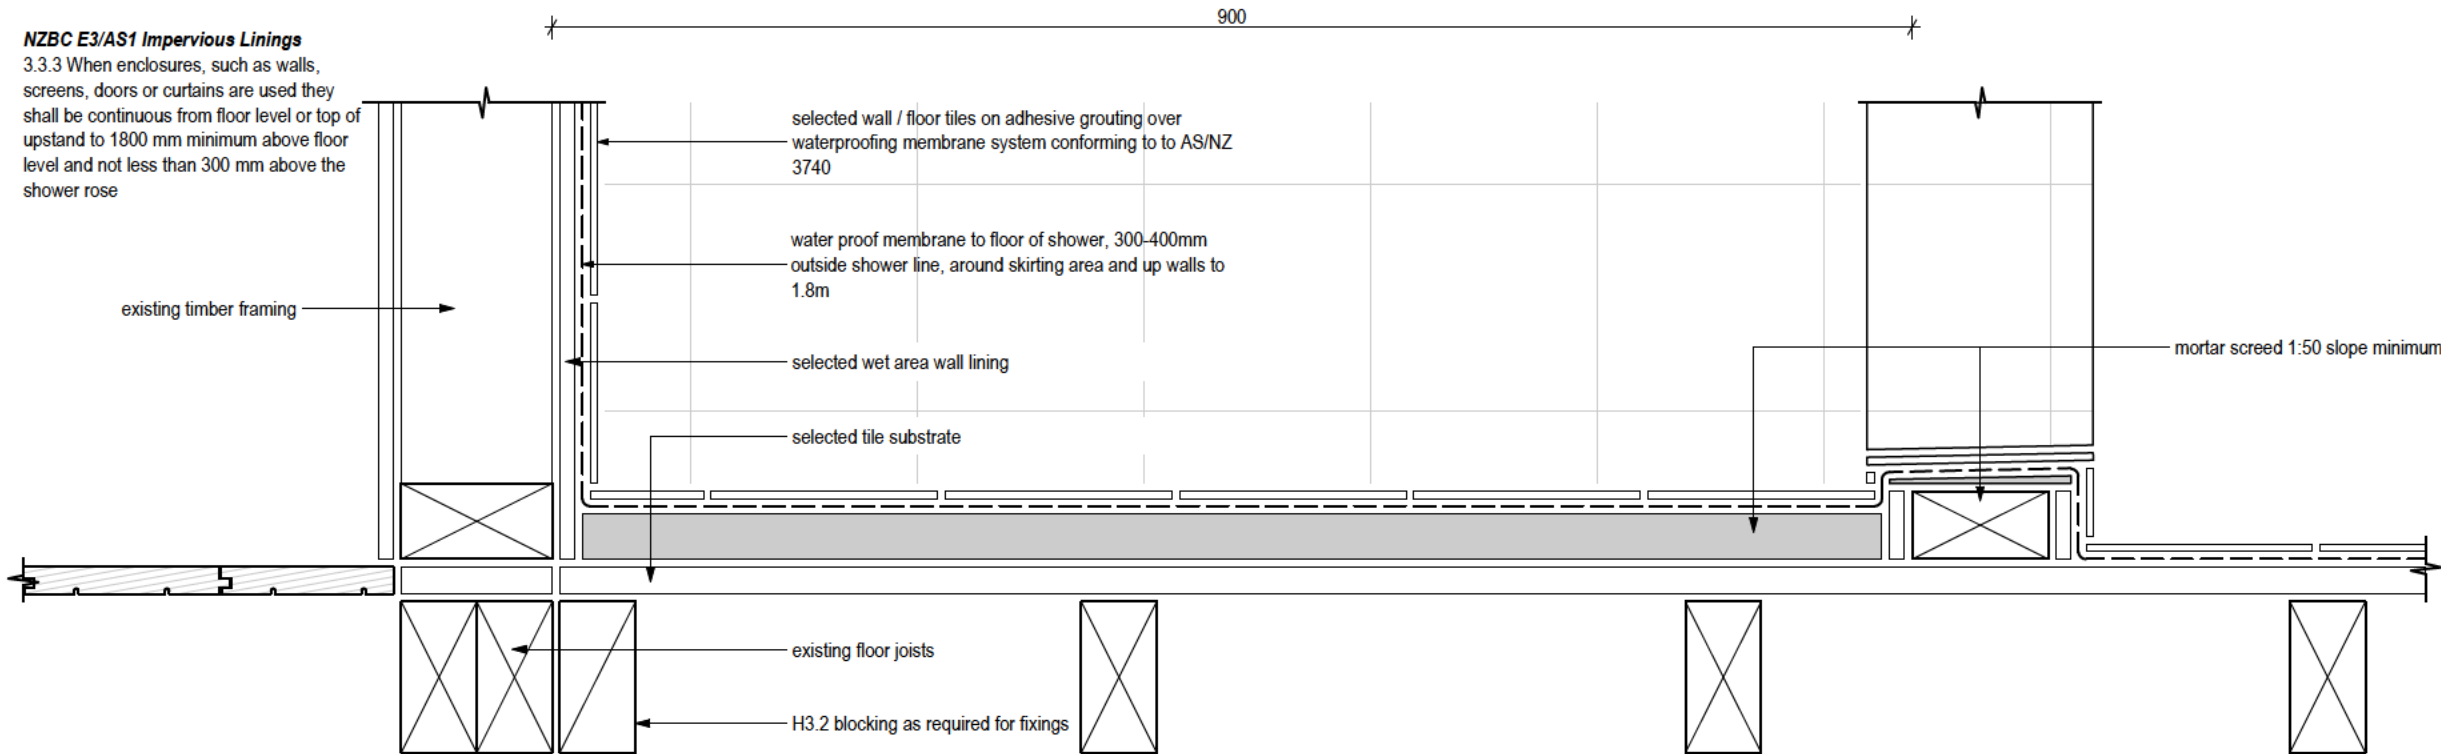 900
NZBC E3/AS1 Impervious Linings
3.3.3 When enclosures, such as walls,
screens, doors or curtains are used they
shall be continuous from floor level or top of
upstand to 1800 mm minimum above floor
level and not less than 300 mm above the
shower rose
selected wall / floor tiles on adhesive grouting over
waterproofing membrane system conforming to to AS/NZ
3740
water proof membrane to floor of shower, 300-400mm
outside shower line, around skirting area and up walls to
1.8m
existing timber framing
selected wet area wall lining
mortar screed 1:50 slope minimum
selected tile substrate
existing floor joists
H3.2 blocking as required for fixings